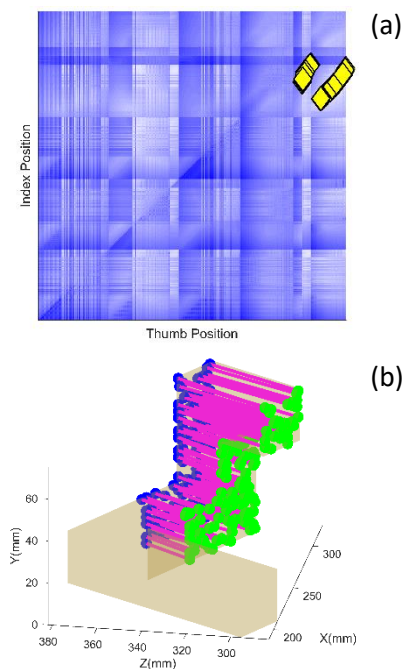 (a)
Index Position
Thumb Position
(b)
60
40
20
0
Y(mm)
380
360
340
320
300
Z(mm)
300
250
200
X(mm)